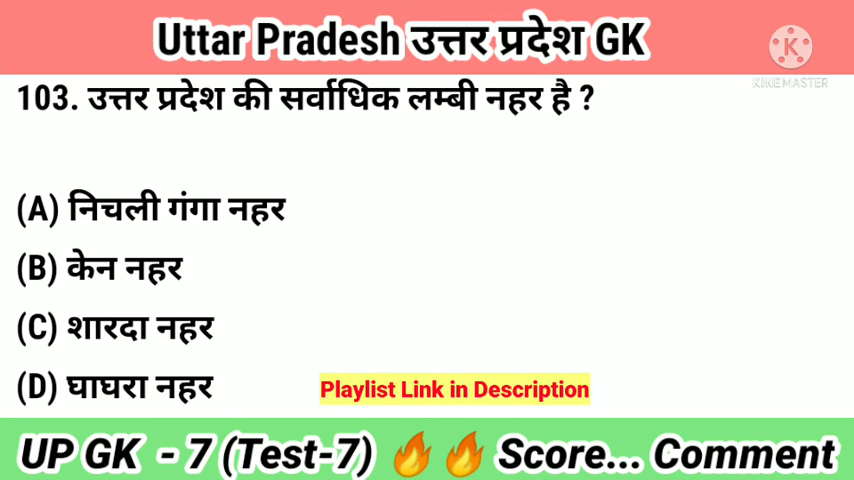 Uttar Pradesh उत्तर प्रदेश GK
K
KINEMASTER
103. उत्तर प्रदेश की सर्वाधिक लम्बी नहर है ?
(A) निचली गंगा नहर
(B) केन नहर
(C) शारदा नहर
(D) घाघरा नहर
Playlist Link in Description
UP GK - 7 (Test-7) 🔥🔥 Score... Comment